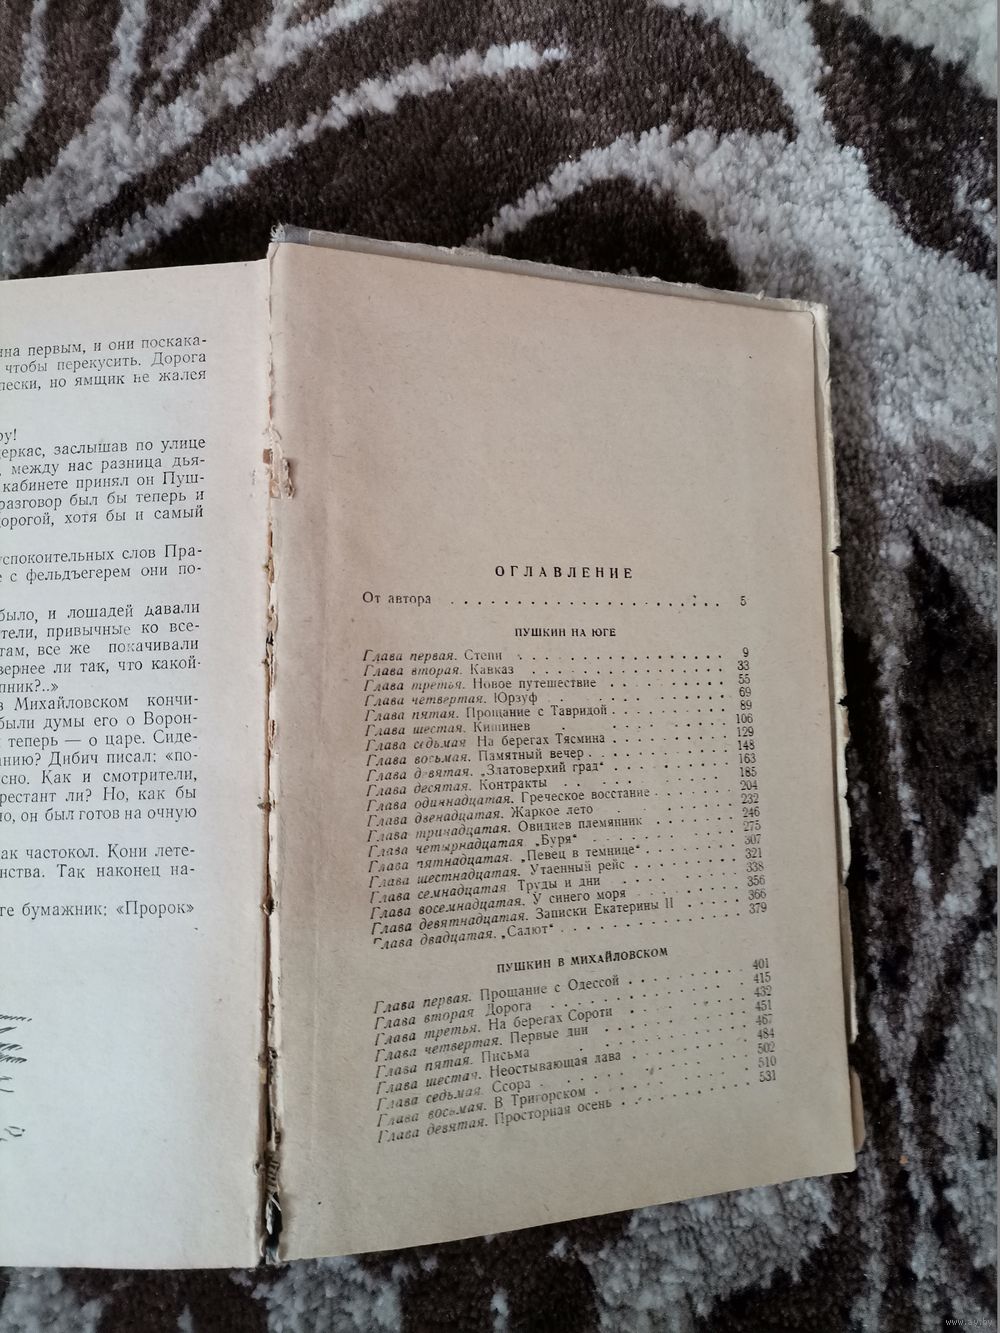 на первым, и они поскака-
чтобы перекусить. Дорога
пески, но ямщик не жалея
ру!
черкас, заслышав по улице
, между нас разница дья-
кабинете принял он Пуш-
разговор был бы теперь и
дорогой, хотя бы и самый
успокоительных слов Пра-
е с фельдъегерем они по-
было, и лошадей давали
тели, привычные ко все-
там, все же покачивали
вернее ли так, что какой-
пник?..»
в Михайловском кончи-
были думы его о Ворон-
теперь — о царе. Сиде-
анию? Дибич писал: «по-
сно. Как и смотрители,
рестант ли? Но, как бы
но, он был готов на очную
ак частокол. Кони лете-
нства. Так наконец на-
ге бумажник; «Пророк»
ОГЛАВЛЕНИЕ
От автора . . . . . . . . . . . . . . . . . . . . 5
ПУШКИН НА ЮГЕ
Глава первая. Степи . . . . . . . . . . . . . . . 9
Глава вторая. Кавказ . . . . . . . . . . . . . . . 33
Глава третья. Новое путешествие . . . . . . . . . 55
Глава четвертая. Юрзуф . . . . . . . . . . . . . 69
Глава пятая. Прощание с Тавридой . . . . . . . . . 89
Глава шестая. Кишинев . . . . . . . . . . . . . 106
Глава седьмая На берегах Тясмина . . . . . . . . . 129
Глава восьмая. Памятный вечер . . . . . . . . . . 148
Глава девятая. „Златоверхий град“ . . . . . . . . . 163
Глава десятая. Контракты . . . . . . . . . . . . 185
Глава одиннадцатая. Греческое восстание . . . . . . 204
Глава двенадцатая. Жаркое лето . . . . . . . . . 232
Глава тринадцатая. Овидиев племянник . . . . . . . 246
Глава четырнадцатая „Буря“ . . . . . . . . . . . 275
Глава пятнадцатая. „Певец в темнице“ . . . . . . . 307
Глава шестнадцатая. Утаенный рейс . . . . . . . . 321
Глава семнадцатая Труды и дни . . . . . . . . . 338
Глава восемнадцатая. У синего моря . . . . . . . . 356
Глава девятнадцатая. Записки Екатерины II . . . . . 366
Глава двадцатая. „Салют“ . . . . . . . . . . . . 379
ПУШКИН В МИХАЙЛОВСКОМ
Глава первая. Прощание с Одессой . . . . . . . . 401
Глава вторая Дорога . . . . . . . . . . . . . . 415
Глава третья. На берегах Сороти . . . . . . . . . 432
Глава четвертая. Первые дни . . . . . . . . . . 451
Глава пятая. Письма . . . . . . . . . . . . . . 467
Глава шестая. Неостывающая лава . . . . . . . . . 484
Глава седьмая. Ссора . . . . . . . . . . . . . . 502
Глава восьмая. В Тригорском . . . . . . . . . . 510
Глава девятая. Просторная осень . . . . . . . . . 531
www.ay.by